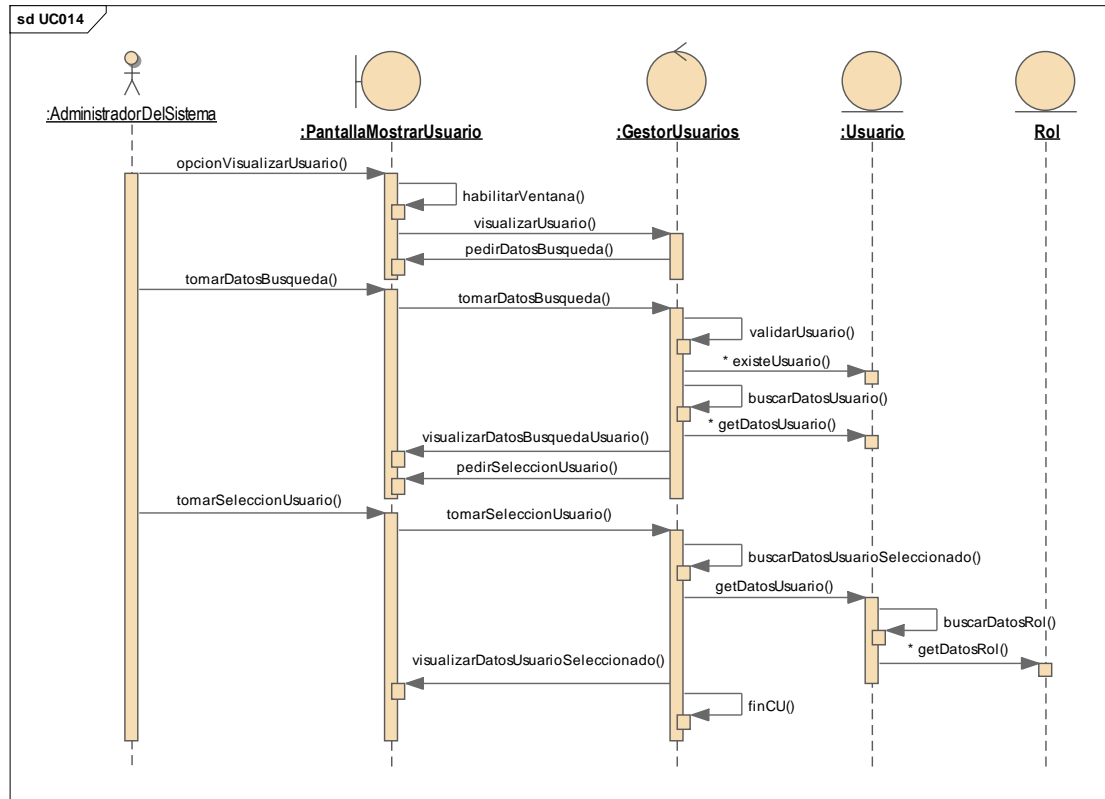 sd UC014
:AdministradorDelSistema
:PantallaMostrarUsuario
:GestorUsuarios
:Usuario
Rol
opcionVisualizarUsuario()
habilitarVentana()
visualizarUsuario()
pedirDatosBusqueda()
tomarDatosBusqueda()
tomarDatosBusqueda()
validarUsuario()
* existeUsuario()
buscarDatosUsuario()
* getDatosUsuario()
visualizarDatosBusquedaUsuario()
pedirSeleccionUsuario()
tomarSeleccionUsuario()
tomarSeleccionUsuario()
buscarDatosUsuarioSeleccionado()
getDatosUsuario()
buscarDatosRol()
* getDatosRol()
visualizarDatosUsuarioSeleccionado()
finCU()